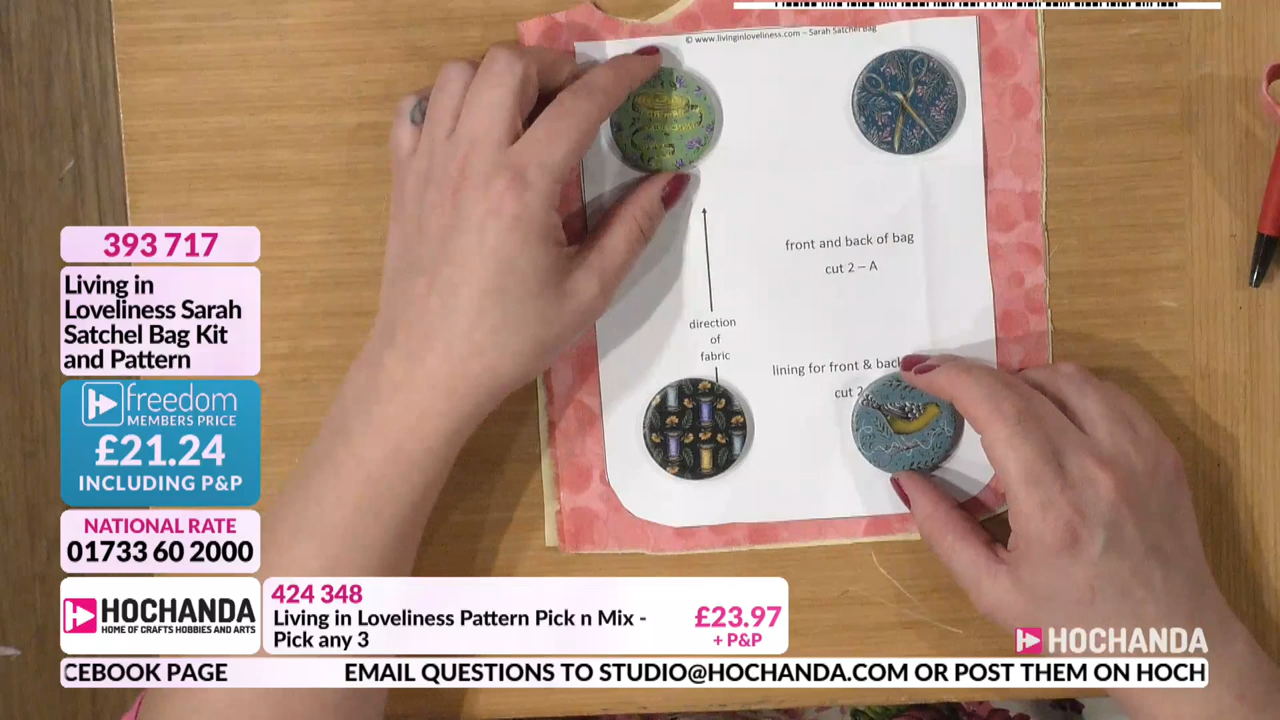 © www.livinginloveliness.com – Sarah Satchel Bag
front and back of bag
cut 2 – A
direction
of
fabric
lining for front & back
cut 2
393 717
Living in
Loveliness Sarah
Satchel Bag Kit
and Pattern
freedom
MEMBERS PRICE
£21.24
INCLUDING P&P
NATIONAL RATE
01733 60 2000
HOCHANDA
HOME OF CRAFTS HOBBIES AND ARTS
424 348
Living in Loveliness Pattern Pick n Mix -
Pick any 3
£23.97
+ P&P
HOCHANDA
CEBOOK PAGE EMAIL QUESTIONS TO STUDIO@HOCHANDA.COM OR POST THEM ON HOCH